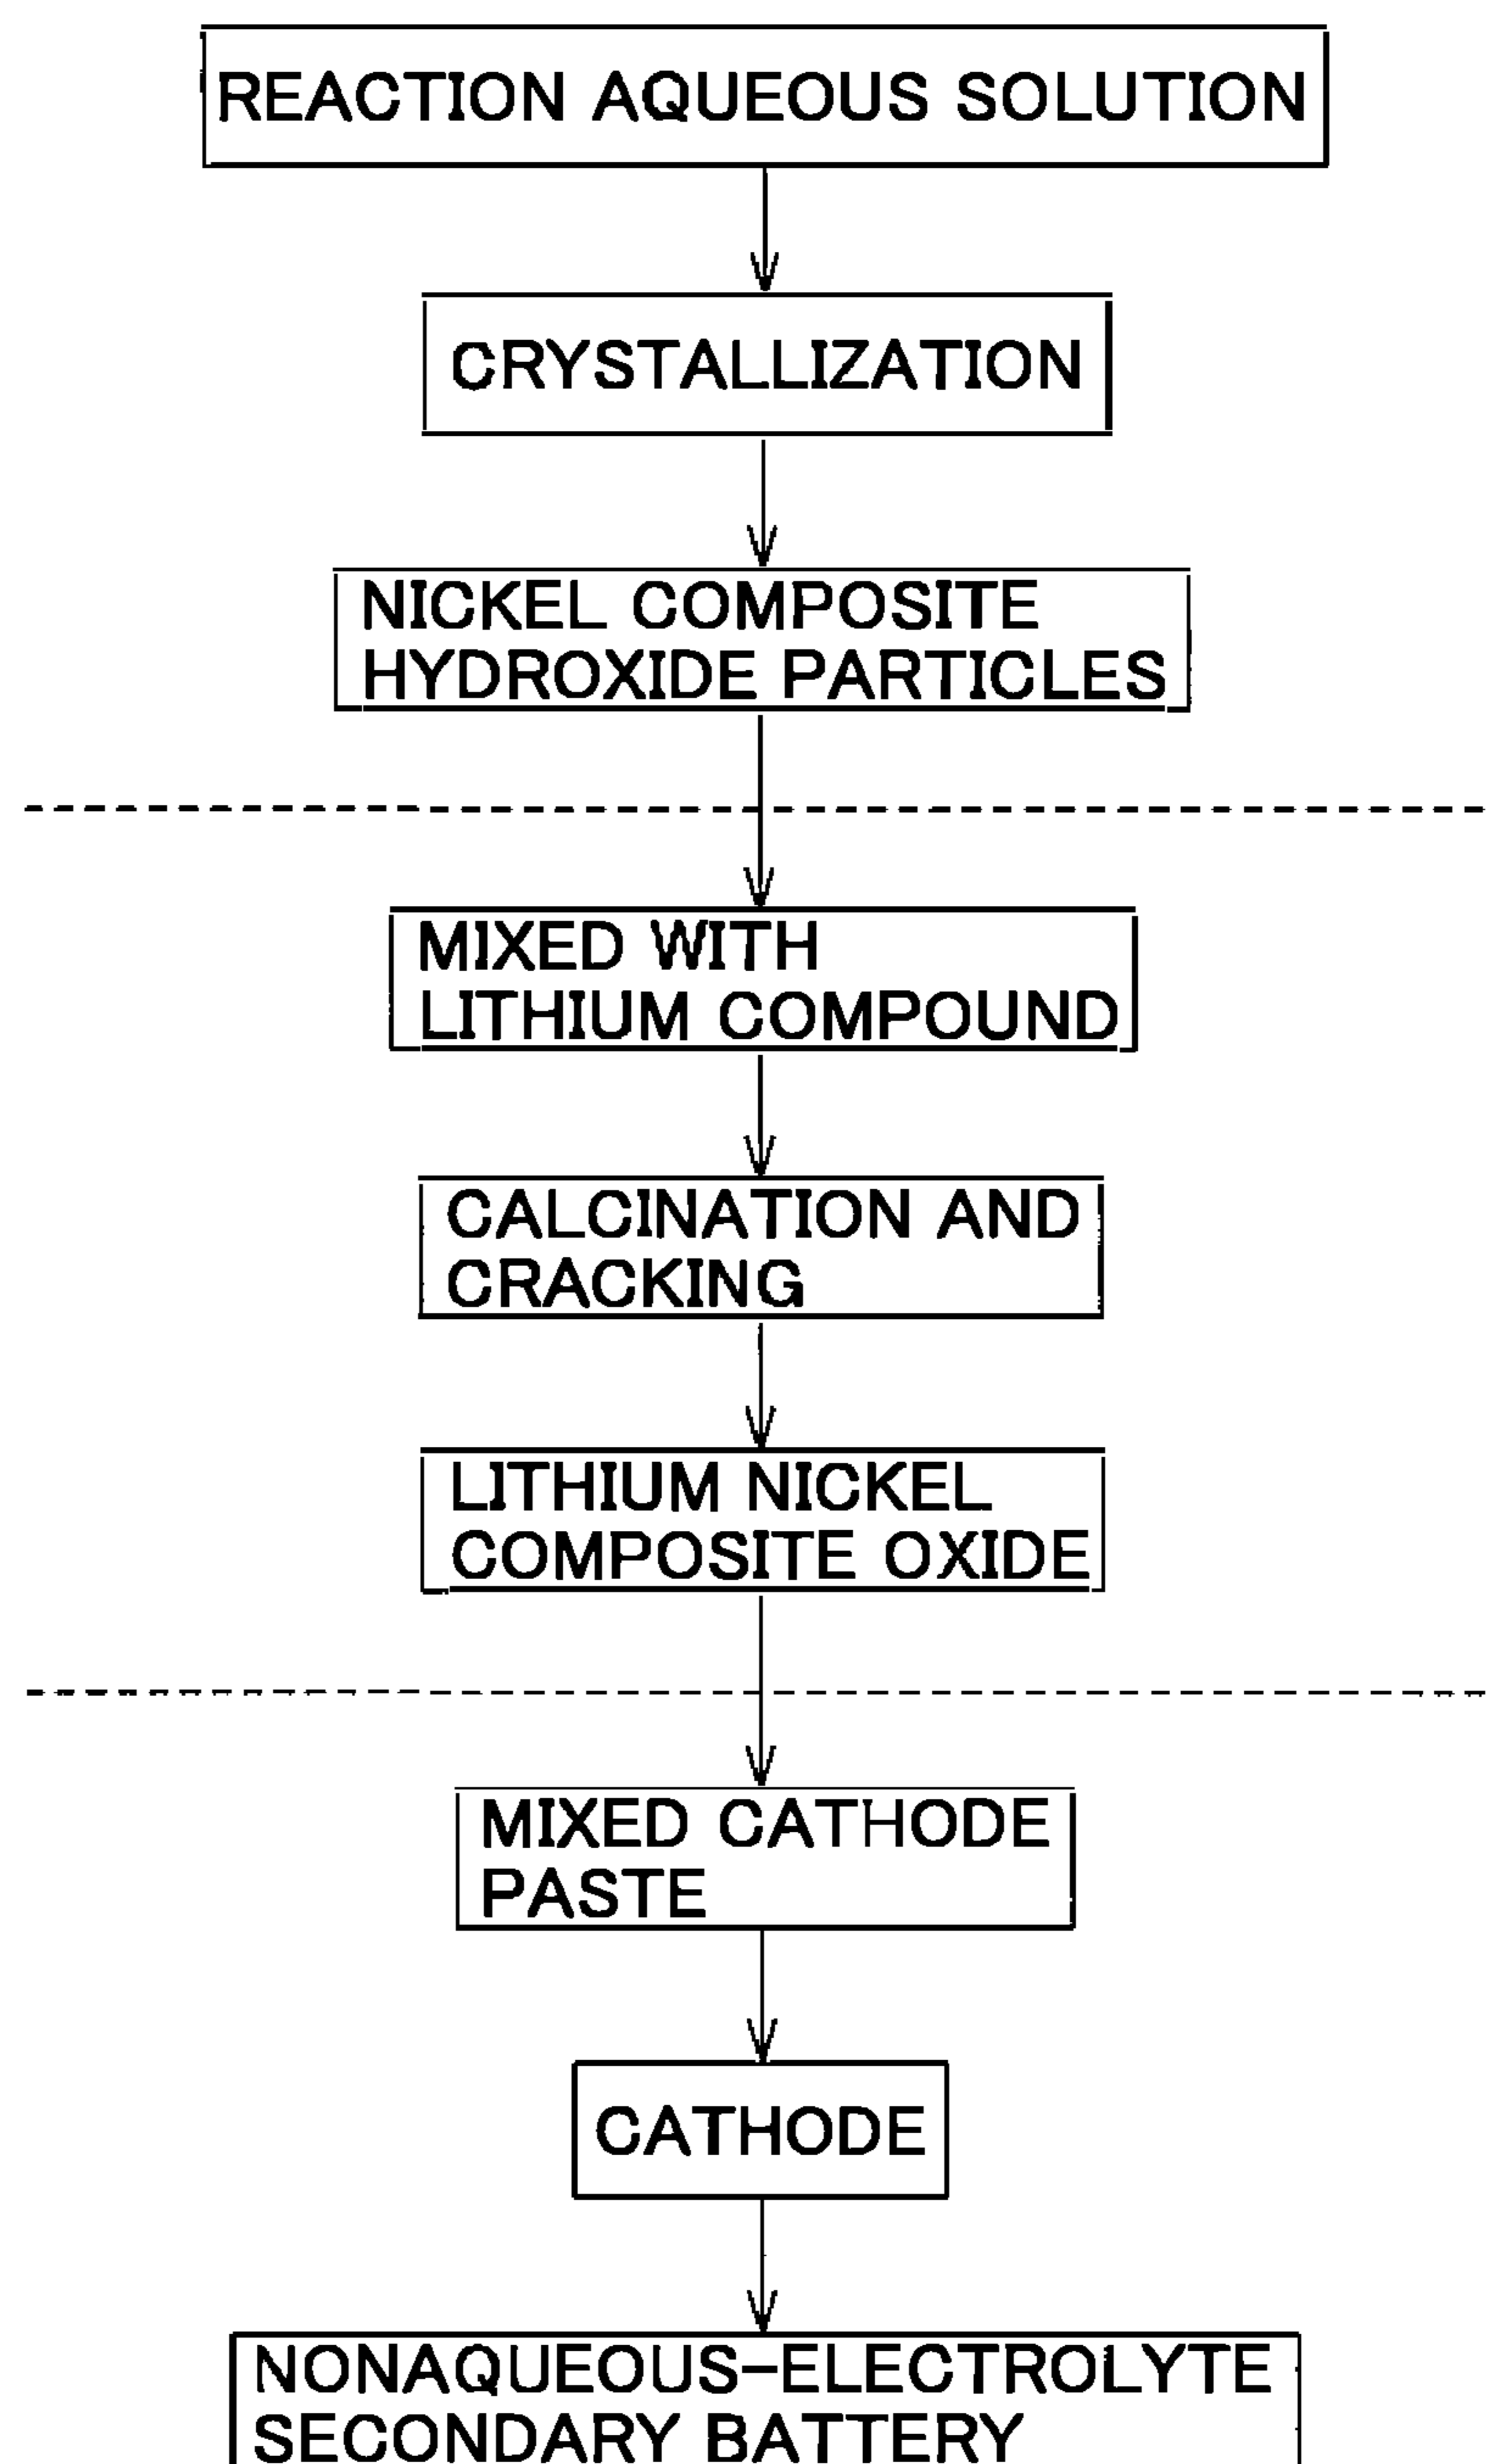 REACTION AQUEOUS SOLUTION
CRYSTALLIZATION
NICKEL COMPOSITE
HYDROXIDE PARTICLES
MIXED WITH
LITHIUM COMPOUND
CALCINATION AND
CRACKING
LITHIUM NICKEL
COMPOSITE OXIDE
MIXED CATHODE
PASTE
CATHODE
NONAQUEOUS-ELECTROLYTE
SECONDARY BATTERY